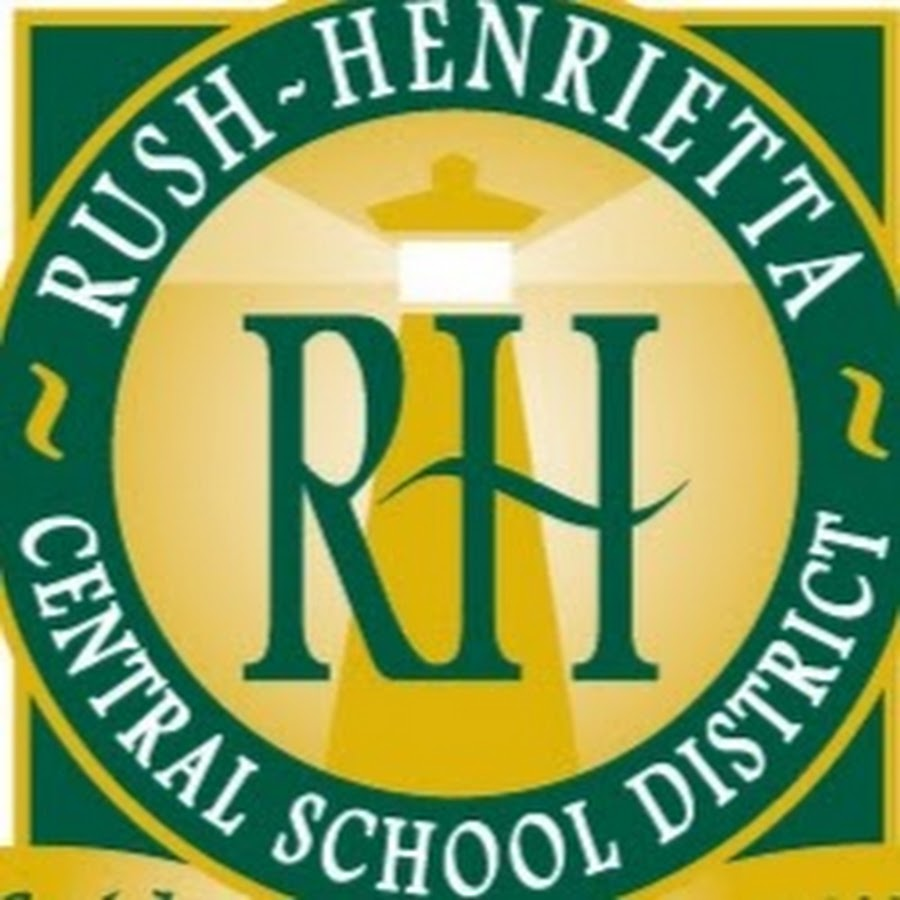 RUSH~HENRIETTA
RH
~ CENTRAL SCHOOL DISTRICT ~